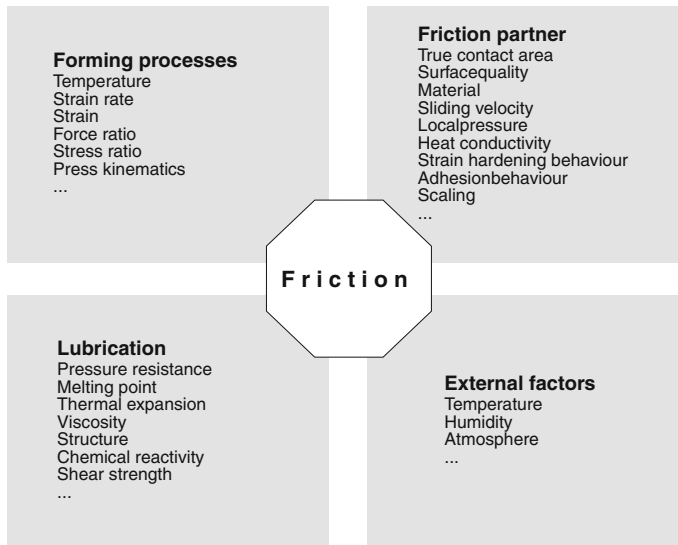 Forming processes
Temperature
Strain rate
Strain
Force ratio
Stress ratio
Press kinematics
...
Friction partner
True contact area
Surfacequality
Material
Sliding velocity
Localpressure
Heat conductivity
Strain hardening behaviour
Adhesionbehaviour
Scaling
...
Friction
Lubrication
Pressure resistance
Melting point
Thermal expansion
Viscosity
Structure
Chemical reactivity
Shear strength
...
External factors
Temperature
Humidity
Atmosphere
...